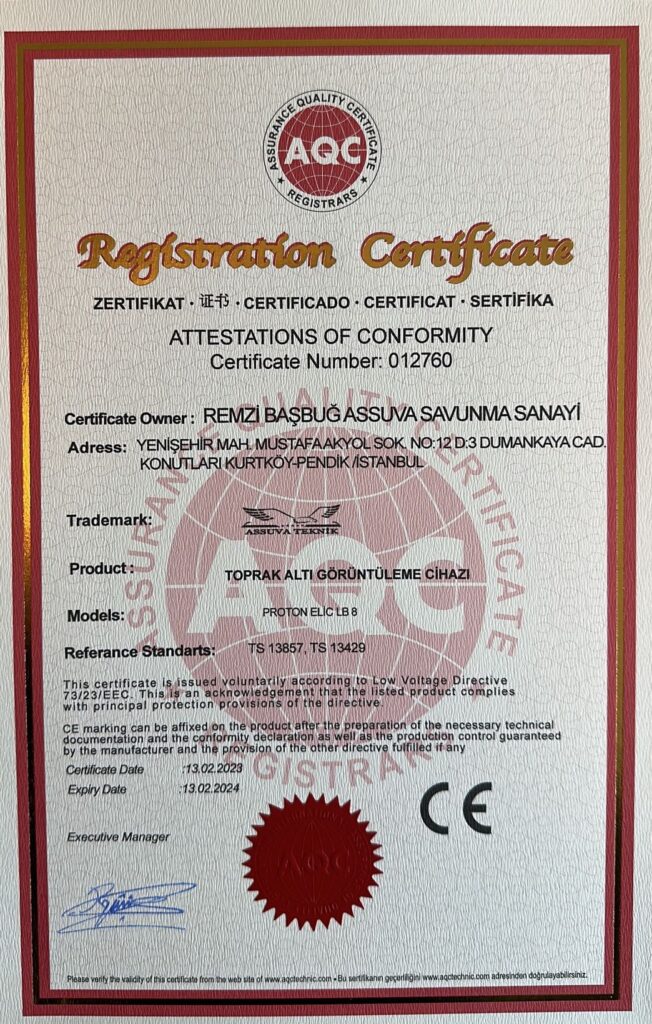 ASSURANCE QUALITY CERTIFICATE
AQC
REGISTRARS
Registration Certificate
ZERTIFIKAT · 证书 · CERTIFICADO · CERTIFICAT · SERTİFİKA
ATTESTATIONS OF CONFORMITY
Certificate Number: 012760
Certificate Owner : REMZİ BAŞBUĞ ASSUVA SAVUNMA SANAYİ
Adress: YENİŞEHİR MAH. MUSTAFA AKYOL SOK. NO:12 D:3 DUMANKAYA CAD.
KONUTLARI KURTKÖY-PENDİK /İSTANBUL
Trademark: ASSUVA TEKNİK
Product : TOPRAK ALTI GÖRÜNTÜLEME CİHAZI
Models: PROTON ELİC LB 8
Referance Standarts: TS 13857, TS 13429
This certificate is issued voluntarily according to Low Voltage Directive
73/23/EEC. This is an acknowledgement that the listed product complies
with principal protection provisions of the directive.
CE marking can be affixed on the product after the preparation of the necessary technical
documentation and the conformity declaration as well as the production control guaranteed
by the manufacturer and the provision of the other directive fulfilled if any
Certificate Date :13.02.2023
Expiry Date :13.02.2024
CE
Executive Manager
AQC
Please verify the validity of this certificate from the web site of www.aqctechnic.com • Bu sertifikanın geçerliliğini www.aqctechnic.com adresinden doğrulayabilirsiniz.
ASSURANCE QUALITY CERTIFICATE
AQC
REGISTRARS